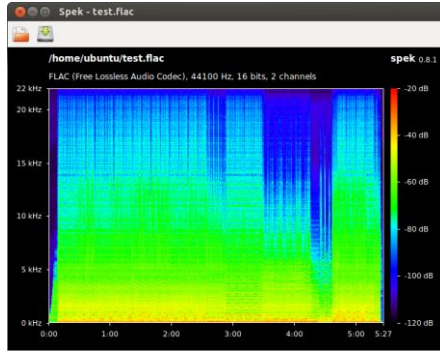 Spek - test.flac
/home/ubuntu/test.flac
spek 0.8.1
FLAC (Free Lossless Audio Codec), 44100 Hz, 16 bits, 2 channels
22 kHz
20 kHz
15 kHz
10 kHz
5 kHz
0 kHz
0:00
1:00
2:00
3:00
4:00
5:00
5:27
-20 dB
-40 dB
-60 dB
-80 dB
-100 dB
-120 dB